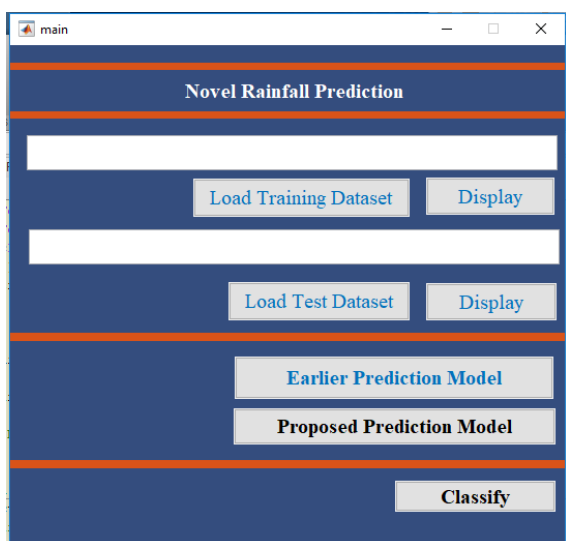 main
Novel Rainfall Prediction
Load Training Dataset
Display
Load Test Dataset
Display
Earlier Prediction Model
Proposed Prediction Model
Classify